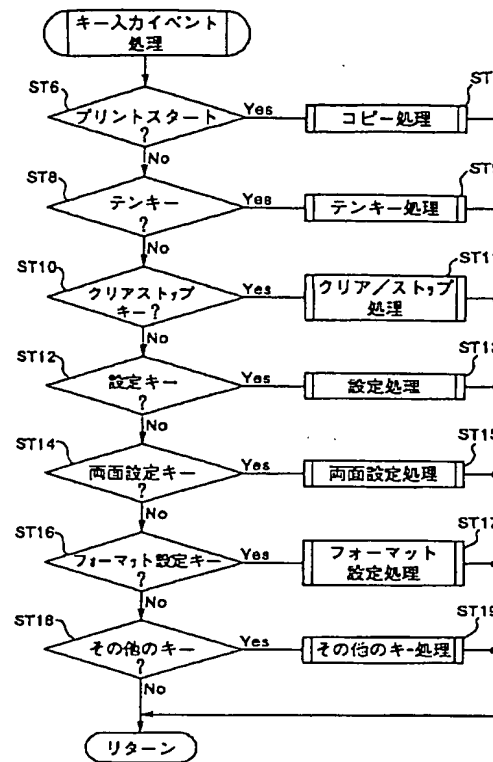 キー入力イベント
処理
ST6
プリントスタート
?
Yes
ST7
コピー処理
No
ST8
テンキー
?
Yes
ST9
テンキー処理
No
ST10
クリアストップ
キー?
Yes
ST11
クリア/ストップ
処理
No
ST12
設定キー
?
Yes
ST13
設定処理
No
ST14
両面設定キー
?
Yes
ST15
両面設定処理
No
ST16
フォーマット設定キー
?
Yes
ST17
フォーマット
設定処理
No
ST18
その他のキー
?
Yes
ST19
その他のキー処理
No
リターン